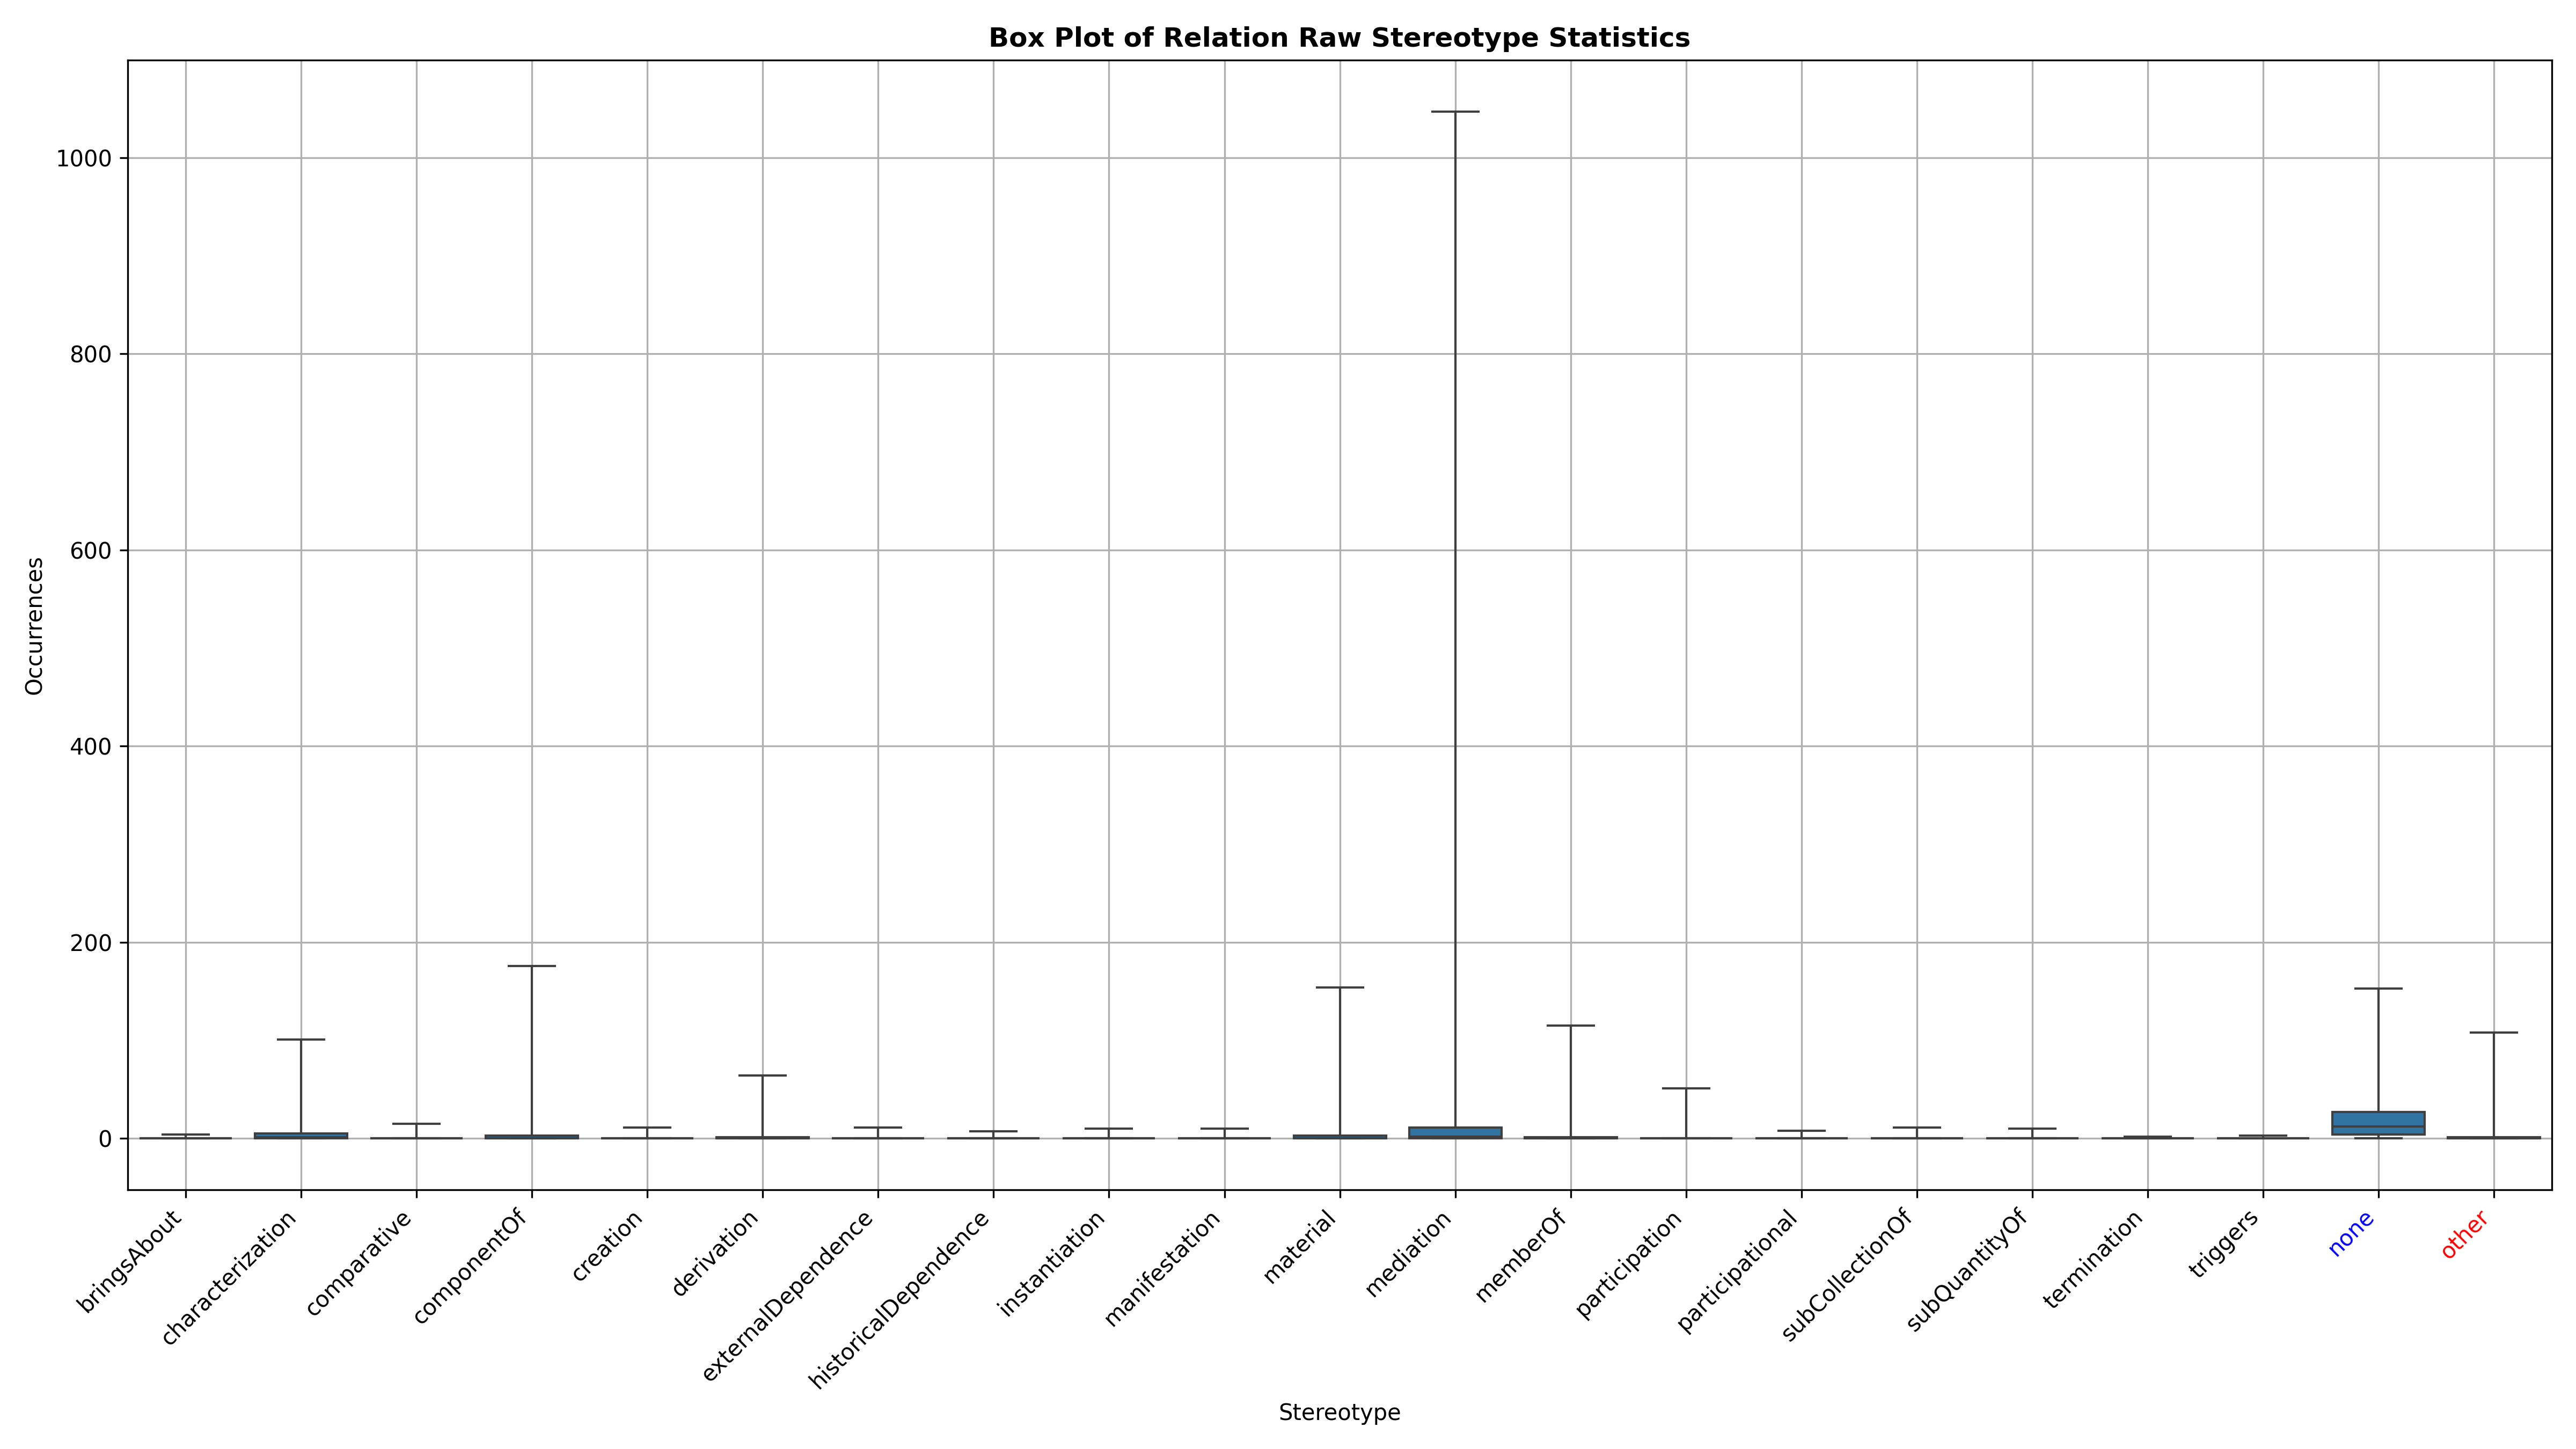 Box Plot of Relation Raw Stereotype Statistics
Occurrences
1000
800
600
400
200
0
bringsAbout
characterization
comparative
componentOf
creation
derivation
externalDependence
historicalDependence
instantiation
manifestation
material
mediation
memberOf
participation
participational
subCollectionOf
subQuantityOf
termination
triggers
none
other
Stereotype